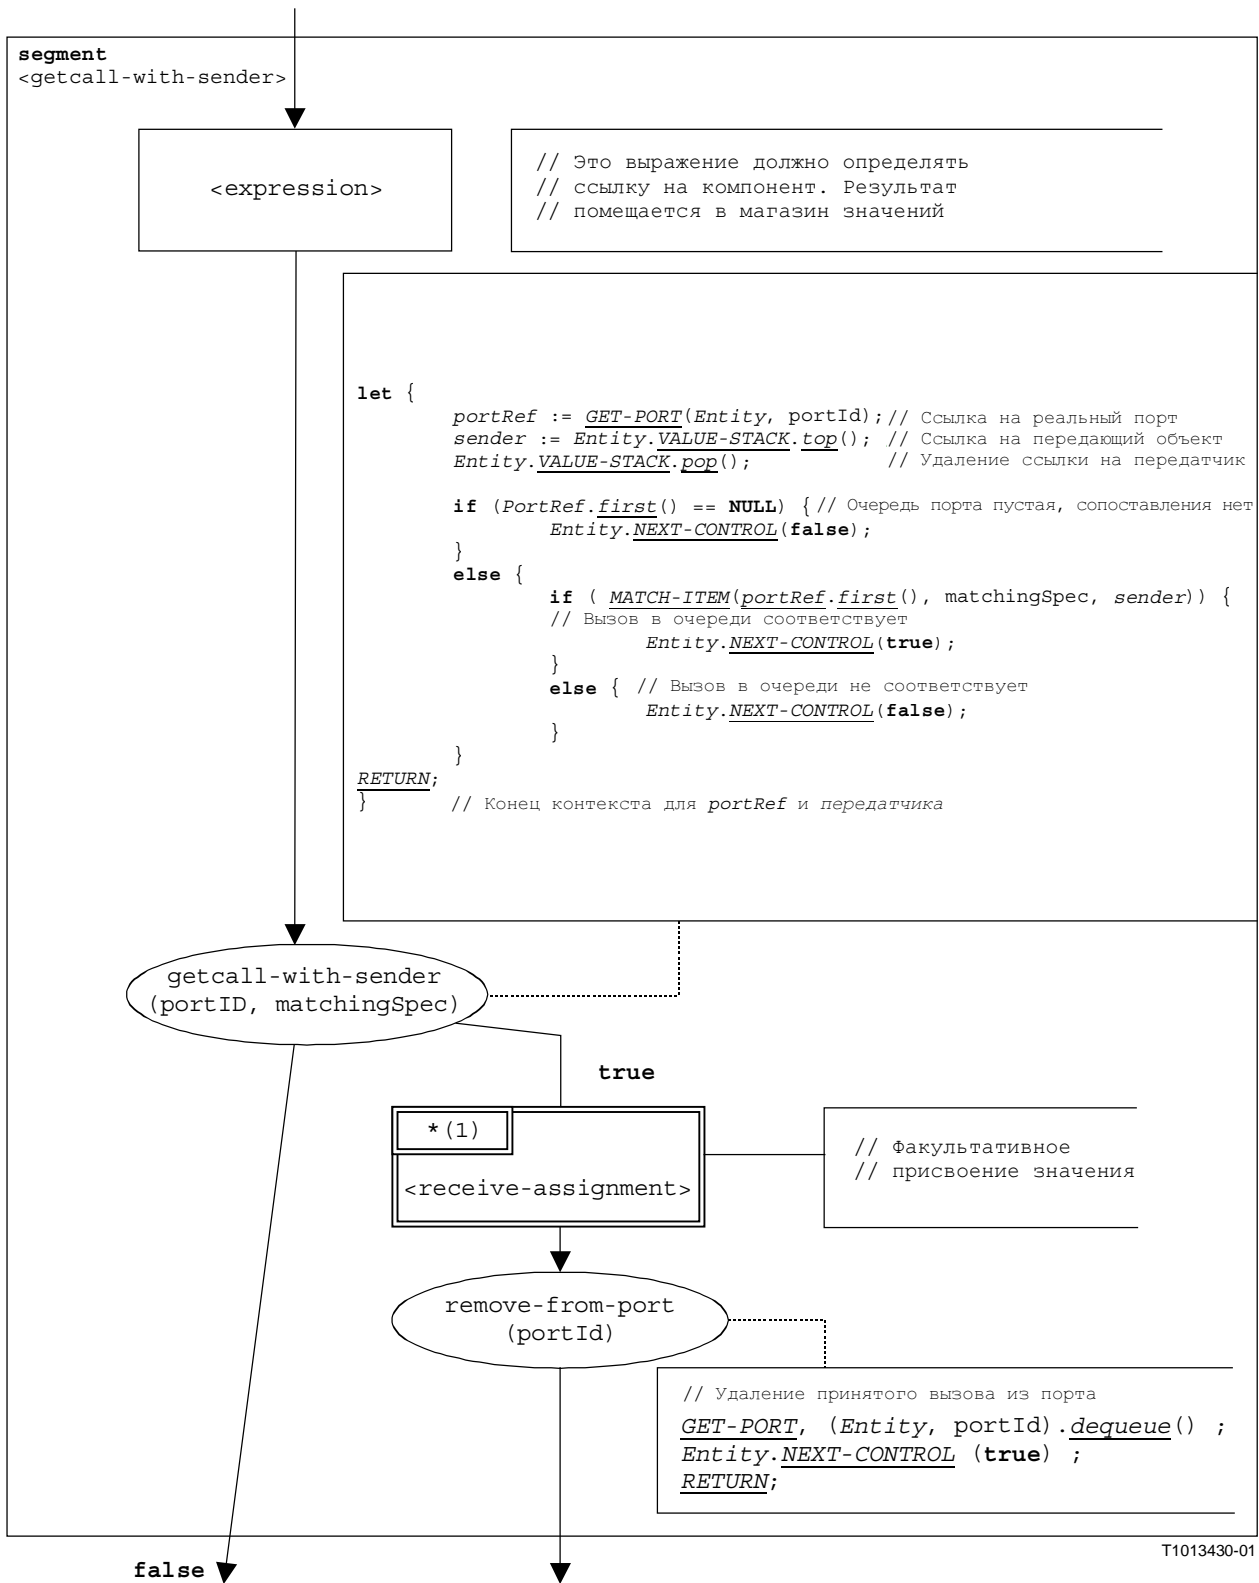 segment
<getcall-with-sender>
<expression>
// Это выражение должно определять
// ссылку на компонент. Результат
// помещается в магазин значений
let {
portRef := GET-PORT(Entity, portId); // Ссылка на реальный порт
sender := Entity.VALUE-STACK.top(); // Ссылка на передающий объект
Entity.VALUE-STACK.pop(); // Удаление ссылки на передатчик
if (PortRef.first() == NULL) { // Очередь порта пустая, сопоставления нет
Entity.NEXT-CONTROL(false);
}
else {
if ( MATCH-ITEM(portRef.first(), matchingSpec, sender)) {
// Вызов в очереди соответствует
Entity.NEXT-CONTROL(true);
}
else { // Вызов в очереди не соответствует
Entity.NEXT-CONTROL(false);
}
}
RETURN;
} // Конец контекста для portRef и передатчика
getcall-with-sender
(portID, matchingSpec)
true
*(1)
<receive-assignment>
// Факультативное
// присвоение значения
remove-from-port
(portId)
// Удаление принятого вызова из порта
GET-PORT, (Entity, portId).dequeue() ;
Entity.NEXT-CONTROL (true) ;
RETURN;
T1013430-01
false